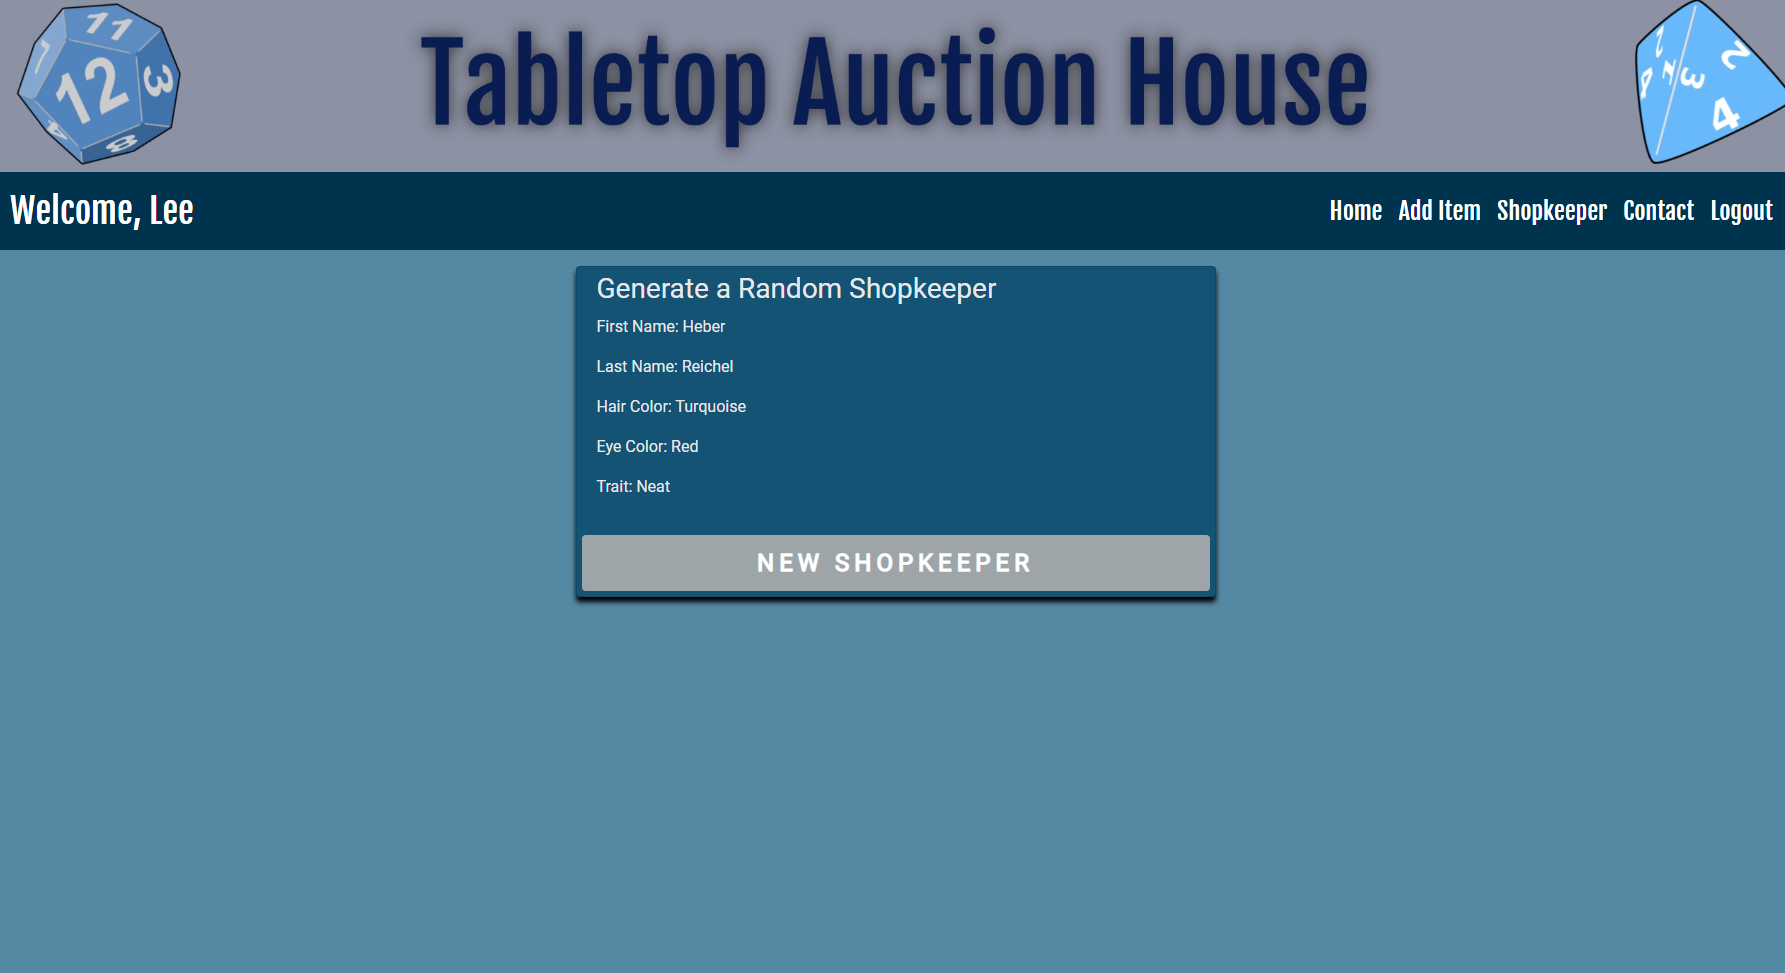 11
7
12
3
4
8
Tabletop Auction House
2
2
3
4
Welcome, Lee
Home Add Item Shopkeeper Contact Logout
Generate a Random Shopkeeper
First Name: Heber
Last Name: Reichel
Hair Color: Turquoise
Eye Color: Red
Trait: Neat
NEW SHOPKEEPER